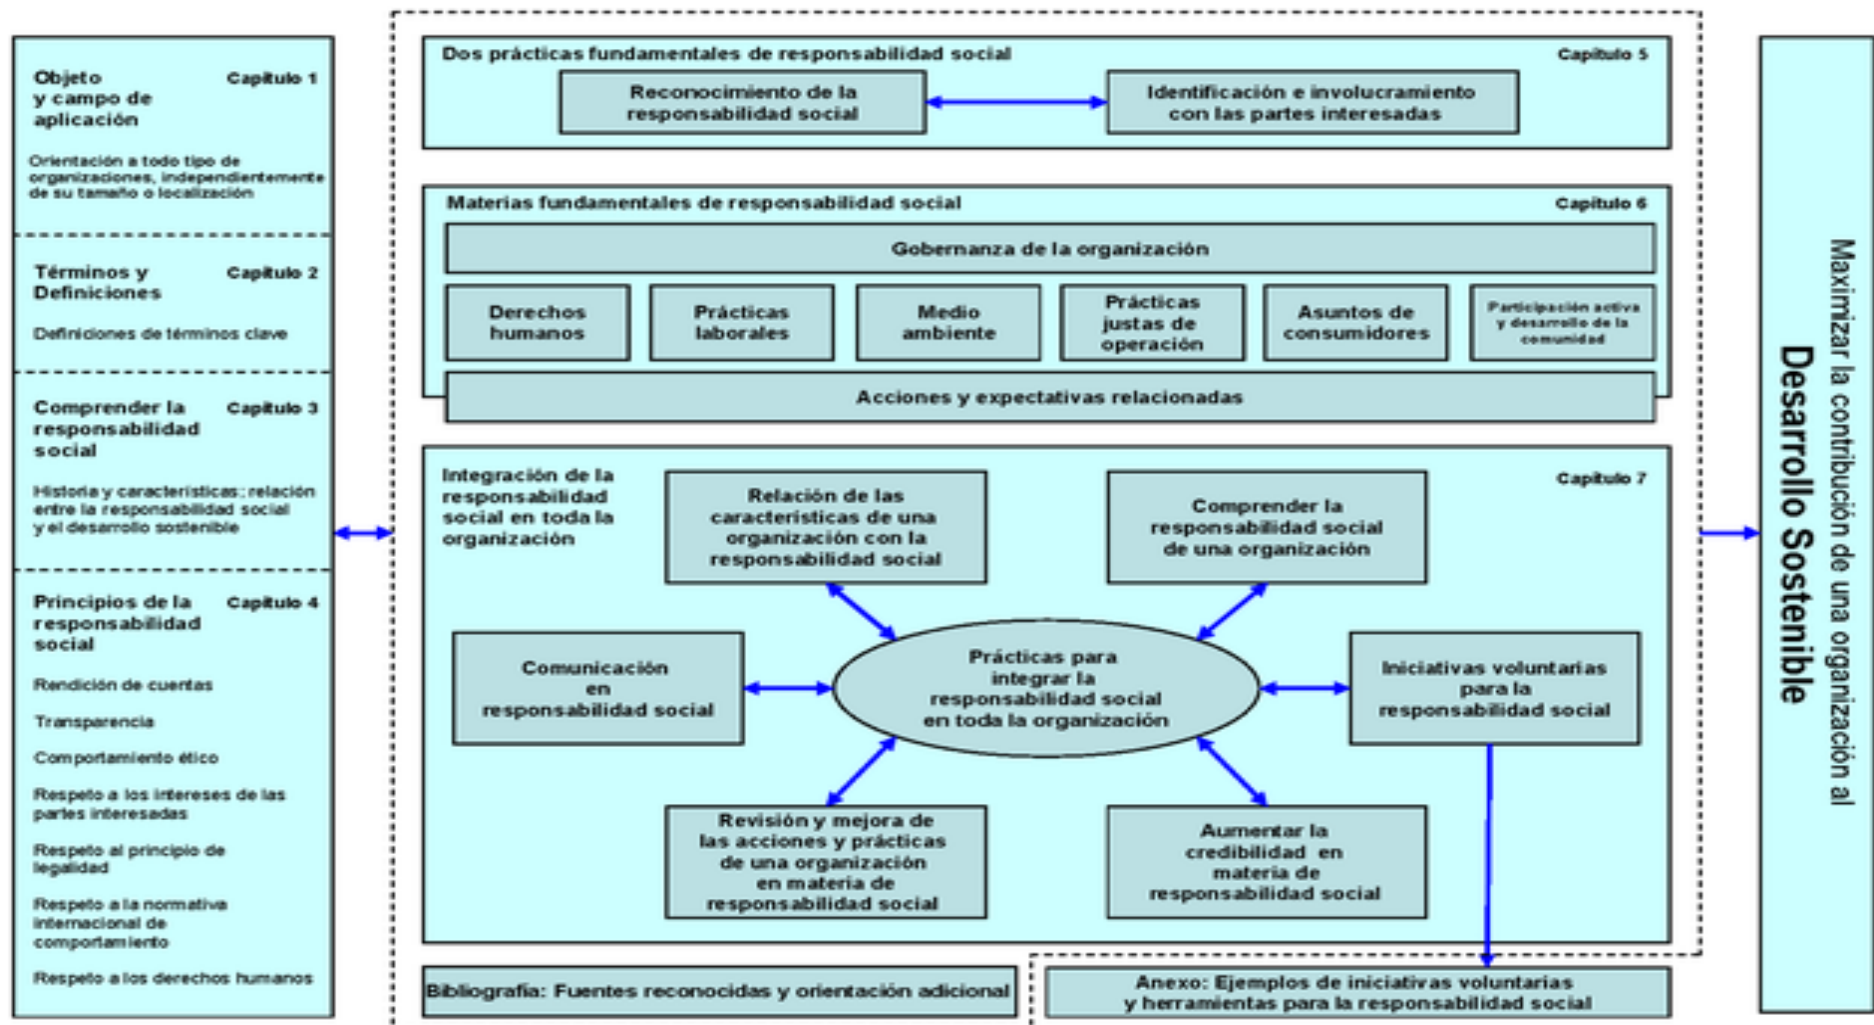 Objeto
y campo de
aplicación
Capítulo 1
Orientación a todo tipo de
organizaciones, independientemente
de su tamaño o localización
Términos y
Definiciones
Capítulo 2
Definiciones de términos clave
Comprender la
responsabilidad
social
Capítulo 3
Historia y características; relación
entre la responsabilidad social
y el desarrollo sostenible
Principios de la
responsabilidad
social
Capítulo 4
Rendición de cuentas
Transparencia
Comportamiento ético
Respeto a los intereses de las
partes interesadas
Respeto al principio de
legalidad
Respeto a la normativa
internacional de
comportamiento
Respeto a los derechos humanos
Dos prácticas fundamentales de responsabilidad social
Capítulo 5
Reconocimiento de la
responsabilidad social
Identificación e involucramiento
con las partes interesadas
Materias fundamentales de responsabilidad social
Capítulo 6
Gobernanza de la organización
Derechos
humanos
Prácticas
laborales
Medio
ambiente
Prácticas
justas de
operación
Asuntos de
consumidores
Participación activa
y desarrollo de la
comunidad
Acciones y expectativas relacionadas
Integración de la
responsabilidad
social en toda la
organización
Capítulo 7
Relación de las
características de una
organización con la
responsabilidad social
Comprender la
responsabilidad social
de una organización
Comunicación
en
responsabilidad social
Prácticas para
integrar la
responsabilidad social
en toda la organización
Iniciativas voluntarias
para la
responsabilidad social
Revisión y mejora de
las acciones y prácticas
de una organización
en materia de
responsabilidad social
Aumentar la
credibilidad en
materia de
responsabilidad social
Bibliografía: Fuentes reconocidas y orientación adicional
Anexo: Ejemplos de iniciativas voluntarias
y herramientas para la responsabilidad social
Maximizar la contribución de una organización al
Desarrollo Sostenible